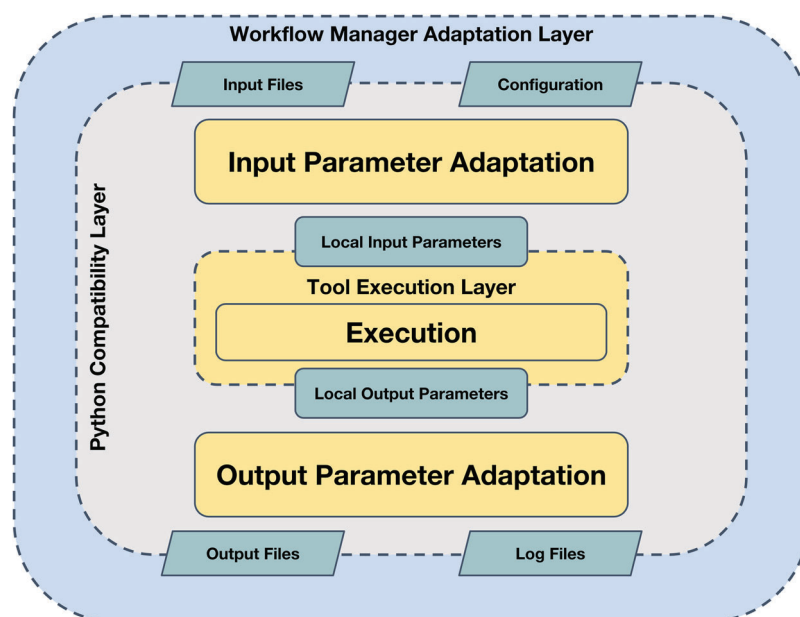 Workflow Manager Adaptation Layer
Input Files
Configuration
Input Parameter Adaptation
Python Compatibility Layer
Local Input Parameters
Tool Execution Layer
Execution
Local Output Parameters
Output Parameter Adaptation
Output Files
Log Files